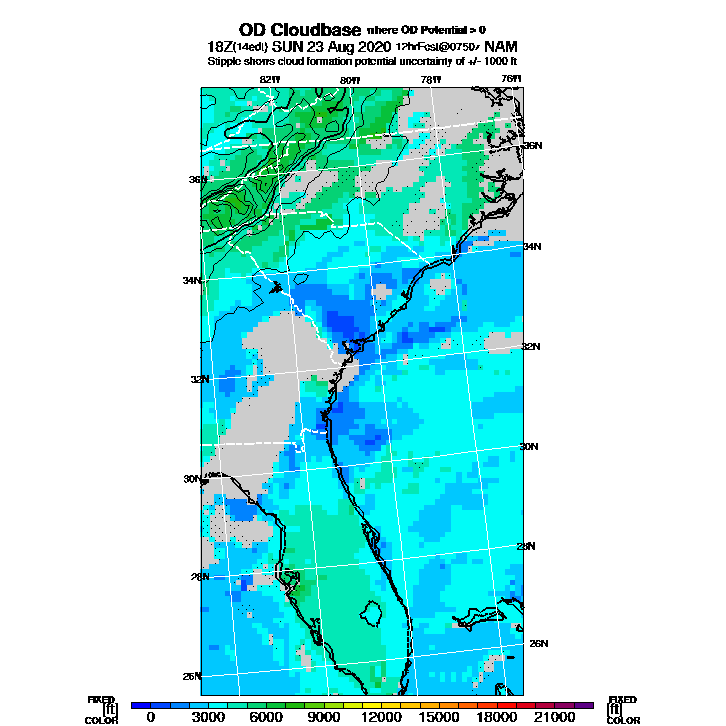 OD Cloudbase where OD Potential > 0
18Z(14edt) SUN 23 Aug 2020 12hrFcst@0750z NAM
Stipple shows cloud formation potential uncertainty of +/- 1000 ft
82W 80W 78W 76W
36N
36N
34N
34N
32N
32N
30N
30N
28N
28N
26N
26N
FIXED FIXED
[ft] [ft]
COLOR 0 3000 6000 9000 12000 15000 18000 21000 COLOR